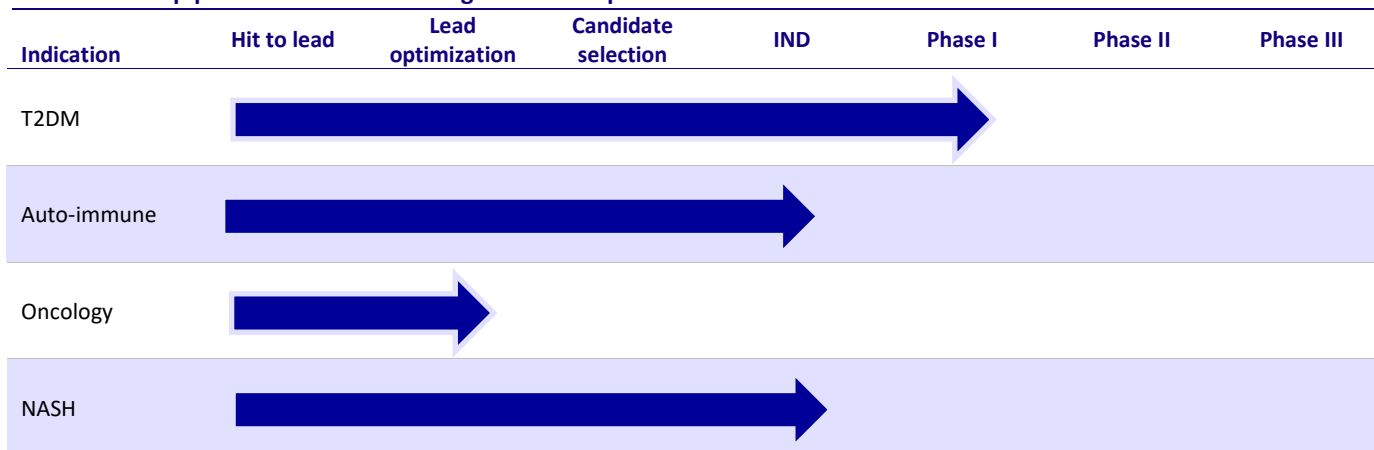 Indication Hit to lead Lead optimization Candidate selection IND Phase I Phase II Phase III
T2DM
Auto-immune
Oncology
NASH